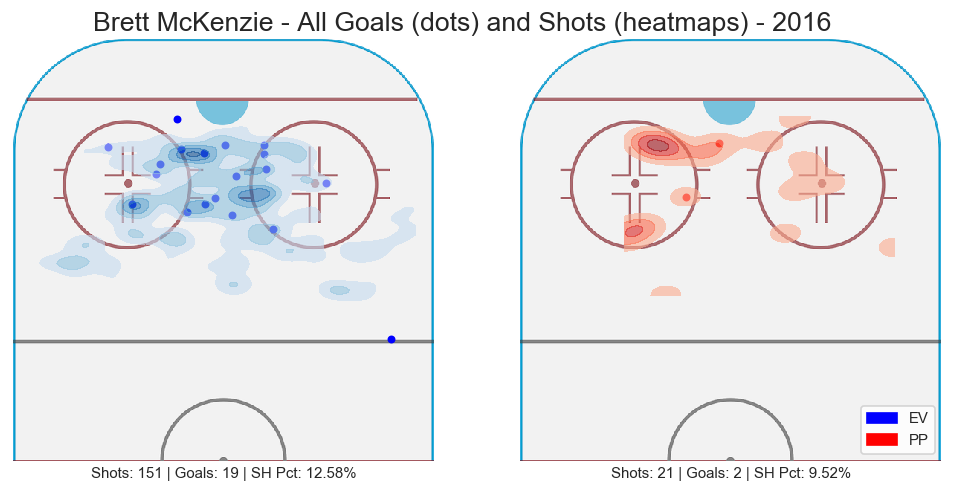 Brett McKenzie - All Goals (dots) and Shots (heatmaps) - 2016
EV
PP
Shots: 151 | Goals: 19 | SH Pct: 12.58%
Shots: 21 | Goals: 2 | SH Pct: 9.52%